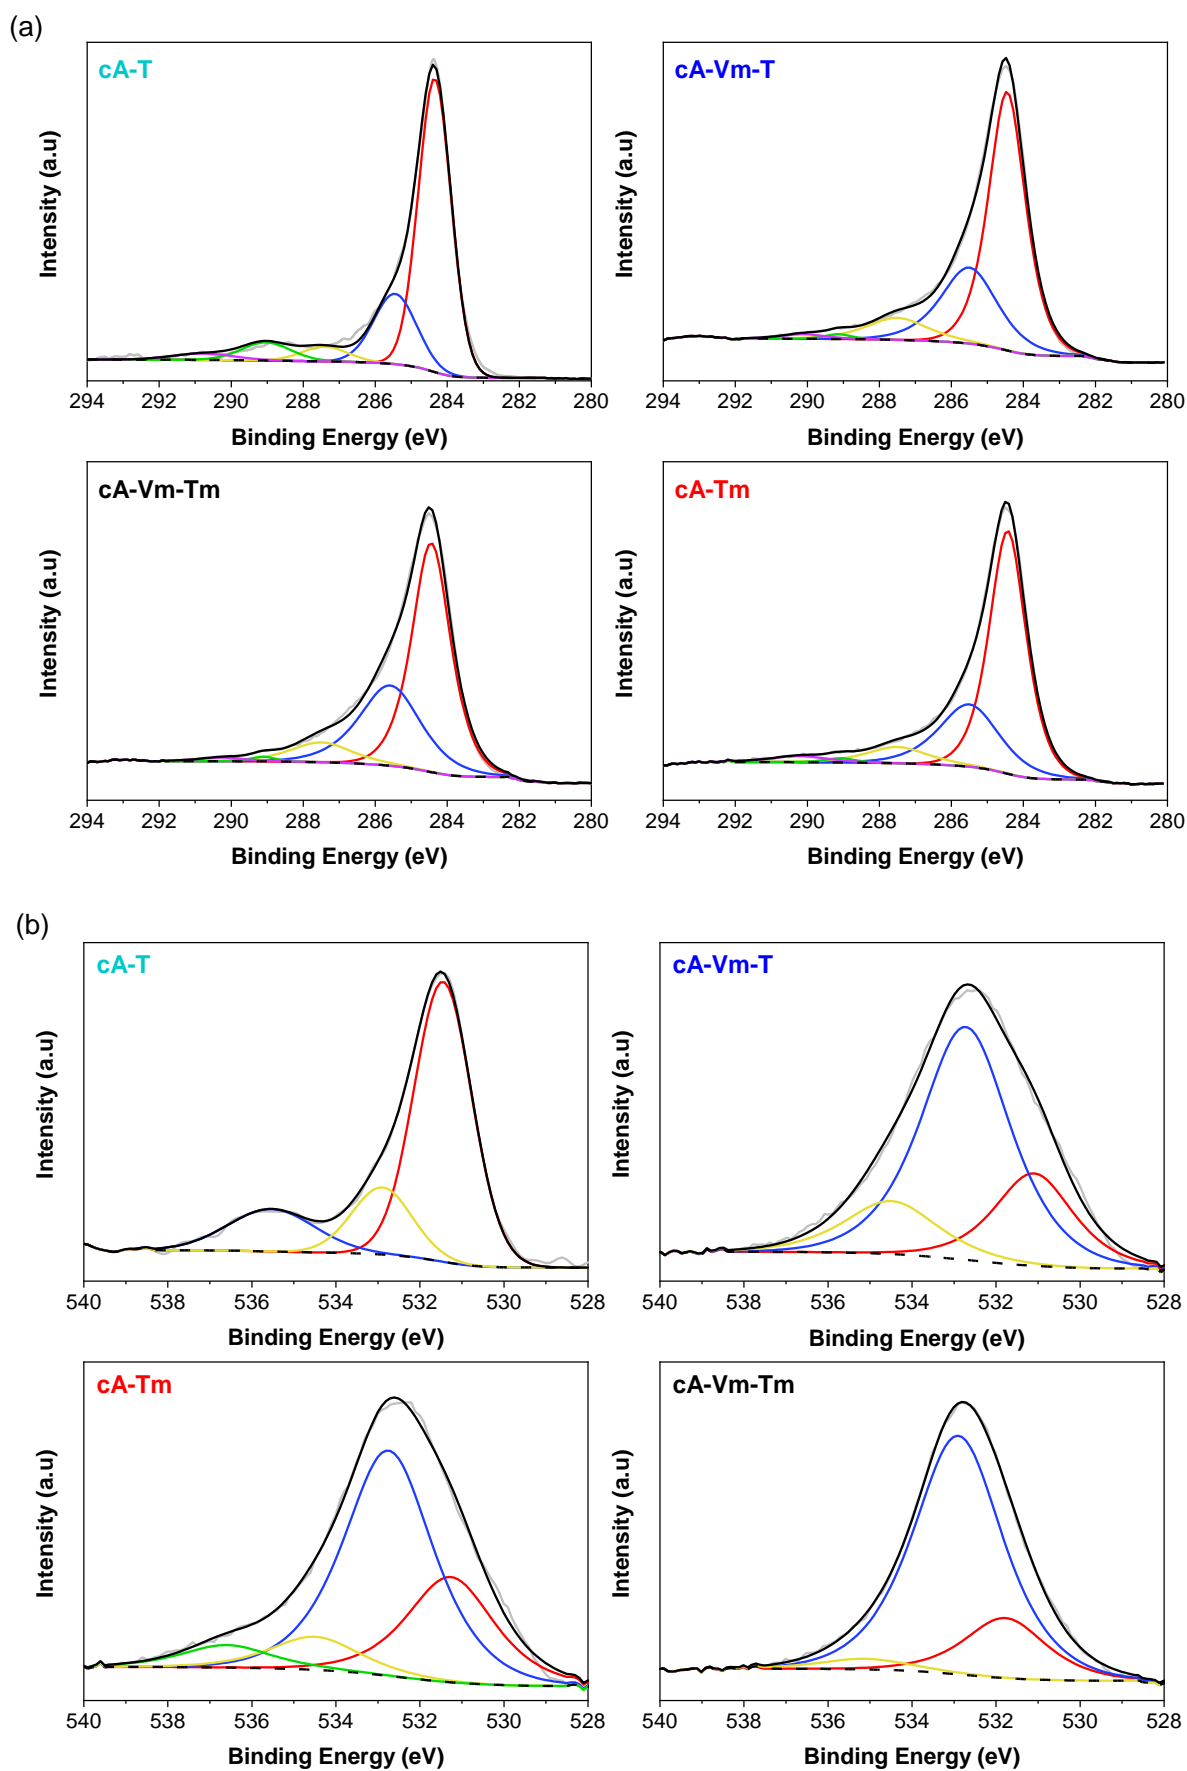 (a)
cA-T
Intensity (a.u)
294 292 290 288 286 284 282 280
Binding Energy (eV)
cA-Vm-T
Intensity (a.u)
294 292 290 288 286 284 282 280
Binding Energy (eV)
cA-Vm-Tm
Intensity (a.u)
294 292 290 288 286 284 282 280
Binding Energy (eV)
cA-Tm
Intensity (a.u)
294 292 290 288 286 284 282 280
Binding Energy (eV)
(b)
cA-T
Intensity (a.u)
540 538 536 534 532 530 528
Binding Energy (eV)
cA-Vm-T
Intensity (a.u)
540 538 536 534 532 530 528
Binding Energy (eV)
cA-Tm
Intensity (a.u)
540 538 536 534 532 530 528
Binding Energy (eV)
cA-Vm-Tm
Intensity (a.u)
540 538 536 534 532 530 528
Binding Energy (eV)